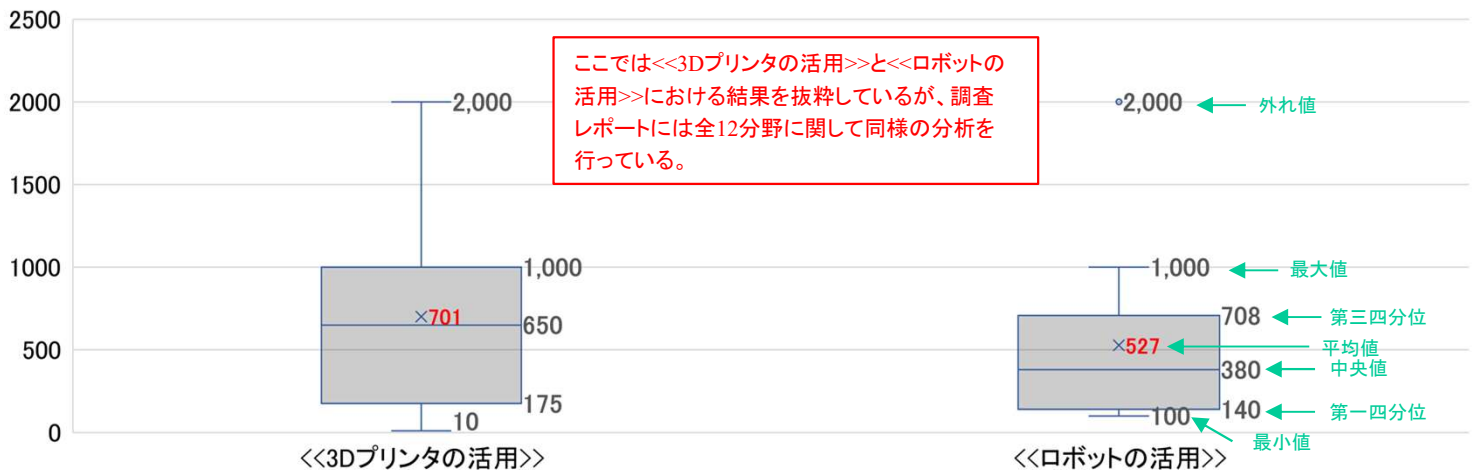 2500
ここでは<<3Dプリンタの活用>>と<<ロボットの
活用>>における結果を抜粋しているが、調査
レポートには全12分野に関して同様の分析を
行っている。
2000
2,000
2,000
外れ値
1500
1000
1,000
1,000
最大値
701
650
708
第三四分位
527
平均値
500
380
中央値
175
140
第一四分位
10
100
最小値
0
<<3Dプリンタの活用>>
<<ロボットの活用>>